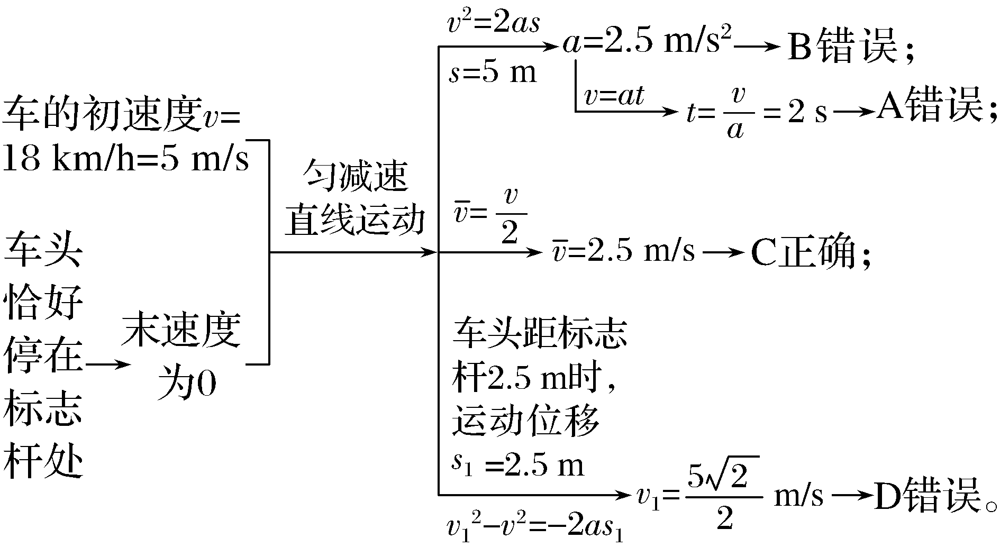 车的初速度v=
18 km/h=5 m/s
车头
恰好
停在
标志
杆处
末速度
为0
匀减速
直线运动
v²=2as
s=5 m
a=2.5 m/s²
B错误；
v=at
t=v/a=2 s
A错误；
v̅=v/2
v̅=2.5 m/s
C正确；
车头距标志
杆2.5 m时，
运动位移
s₁=2.5 m
v₁²−v²=−2as₁
v₁=5√2/2 m/s
D错误。